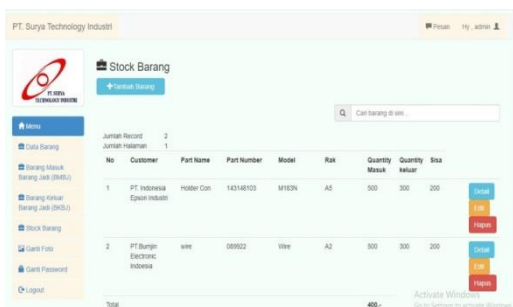 PT. Surya Technology Industri
Pesan Hy , admin
PT. SURYA
TECHNOLOGY INDUSTRI
Stock Barang
+Tambah Barang
Cari barang di sini ..
Menu
Data Barang
Barang Masuk
Barang Jadi (BMBJ)
Barang Keluar
Barang Jadi (BKBJ)
Stock Barang
Ganti Foto
Ganti Password
Logout
Jumlah Record 2
Jumlah Halaman 1
No Customer Part Name Part Number Model Rak Quantity Masuk Quantity keluar Sisa
1 PT. Indonesia Epson Industri Holder Con 143148103 M183N A5 500 300 200
Detail
Edit
Hapus
2 PT.Bumjin Electronic Indoesia wire 089922 Wire A2 500 300 200
Detail
Edit
Hapus
Total 400,-
Activate Windows
Go to Settings to activate Windows